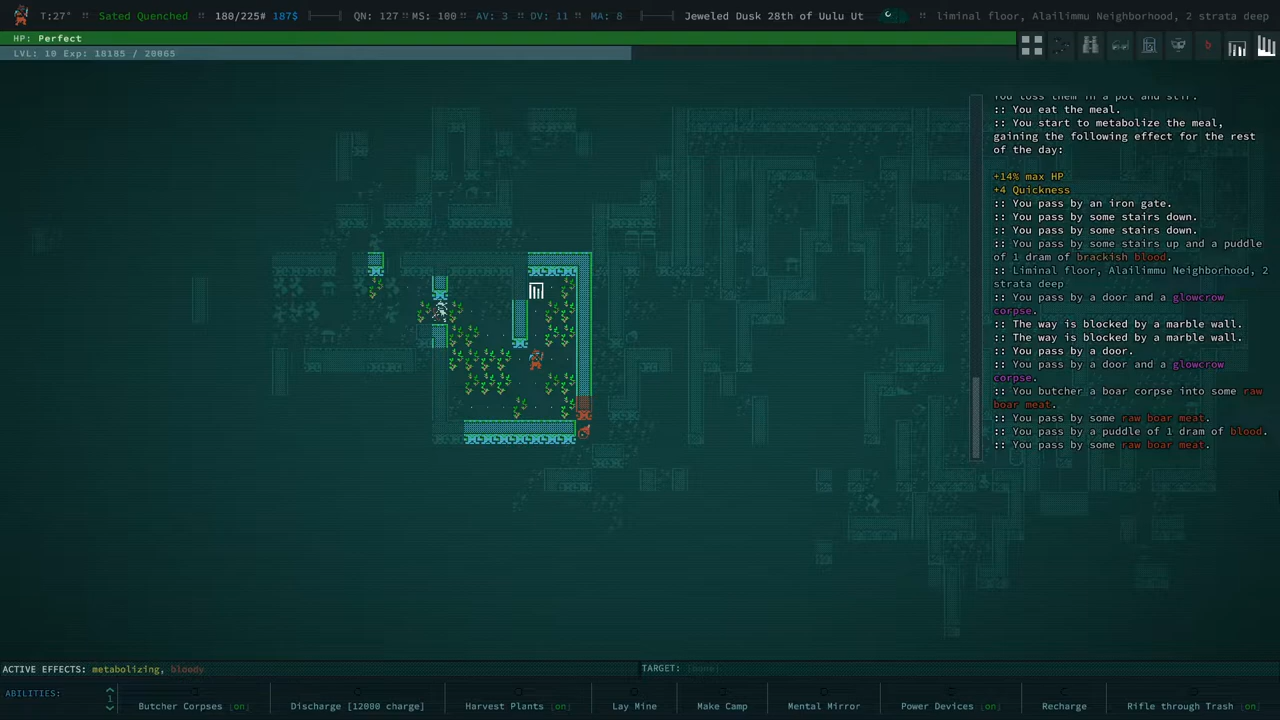 T:27° Sated Quenched 180/225# 187$ QN: 127 MS: 100 AV: 3 DV: 11 MA: 8 Jeweled Dusk 28th of Uulu Ut liminal floor, Alailimmu Neighborhood, 2 strata deep
HP: Perfect
LVL: 10 Exp: 18185 / 20065
You toss them in a pot and stir.
:: You eat the meal.
:: You start to metabolize the meal,
gaining the following effect for the rest
of the day:
+14% max HP
+4 Quickness
:: You pass by an iron gate.
:: You pass by some stairs down.
:: You pass by some stairs down.
:: You pass by some stairs up and a puddle
of 1 dram of brackish blood.
:: Liminal floor, Alailimmu Neighborhood, 2
strata deep
:: You pass by a door and a glowcrow
corpse.
:: The way is blocked by a marble wall.
:: The way is blocked by a marble wall.
:: You pass by a door.
:: You pass by a door and a glowcrow
corpse.
:: You butcher a boar corpse into some raw
boar meat.
:: You pass by some raw boar meat.
:: You pass by a puddle of 1 dram of blood.
:: You pass by some raw boar meat.
ACTIVE EFFECTS: metabolizing, bloody
TARGET: [none]
ABILITIES: 1 Butcher Corpses [on] Discharge [12000 charge] Harvest Plants [on] Lay Mine Make Camp Mental Mirror Power Devices [on] Recharge Rifle through Trash [on]